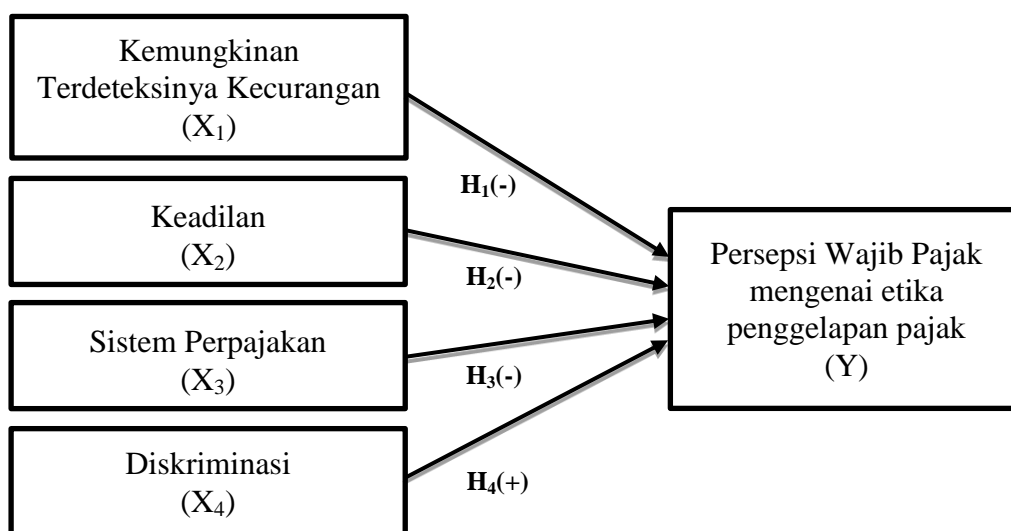 Kemungkinan
Terdeteksinya Kecurangan
(X₁)
H₁(-)
Keadilan
(X₂)
H₂(-)
Sistem Perpajakan
(X₃)
H₃(-)
Diskriminasi
(X₄)
H₄(+)
Persepsi Wajib Pajak
mengenai etika
penggelapan pajak
(Y)